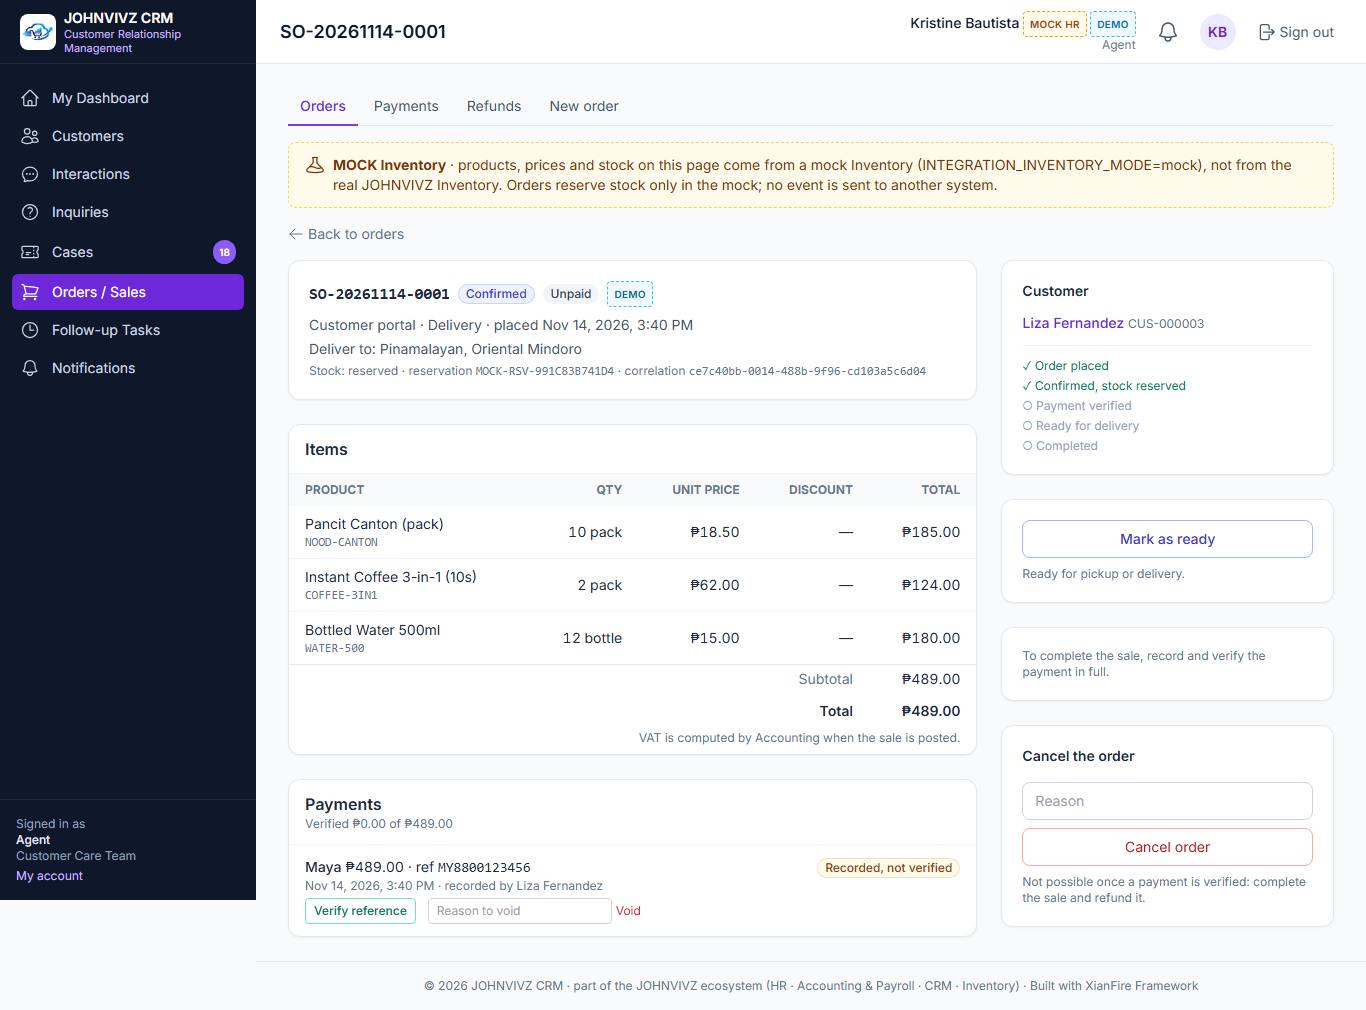 JOHNVIVZ CRM
Customer Relationship
Management
SO-20261114-0001
Kristine Bautista MOCK HR DEMO
Agent
KB
Sign out
My Dashboard
Customers
Interactions
Inquiries
Cases 18
Orders / Sales
Follow-up Tasks
Notifications
Signed in as
Agent
Customer Care Team
My account
Orders Payments Refunds New order
MOCK Inventory · products, prices and stock on this page come from a mock Inventory (INTEGRATION_INVENTORY_MODE=mock), not from the
real JOHNVIVZ Inventory. Orders reserve stock only in the mock; no event is sent to another system.
← Back to orders
SO-20261114-0001 Confirmed Unpaid DEMO
Customer portal · Delivery · placed Nov 14, 2026, 3:40 PM
Deliver to: Pinamalayan, Oriental Mindoro
Stock: reserved · reservation MOCK-RSV-991C83B741D4 · correlation ce7c40bb-0014-488b-9f96-cd103a5c6d04
Items
PRODUCT QTY UNIT PRICE DISCOUNT TOTAL
Pancit Canton (pack) 10 pack ₱18.50 — ₱185.00
NOOD-CANTON
Instant Coffee 3-in-1 (10s) 2 pack ₱62.00 — ₱124.00
COFFEE-3IN1
Bottled Water 500ml 12 bottle ₱15.00 — ₱180.00
WATER-500
Subtotal ₱489.00
Total ₱489.00
VAT is computed by Accounting when the sale is posted.
Payments
Verified ₱0.00 of ₱489.00
Maya ₱489.00 · ref MY8800123456 Recorded, not verified
Nov 14, 2026, 3:40 PM · recorded by Liza Fernandez
Verify reference Reason to void Void
Customer
Liza Fernandez CUS-000003
✓ Order placed
✓ Confirmed, stock reserved
○ Payment verified
○ Ready for delivery
○ Completed
Mark as ready
Ready for pickup or delivery.
To complete the sale, record and verify the
payment in full.
Cancel the order
Reason
Cancel order
Not possible once a payment is verified: complete
the sale and refund it.
© 2026 JOHNVIVZ CRM · part of the JOHNVIVZ ecosystem (HR · Accounting & Payroll · CRM · Inventory) · Built with XianFire Framework